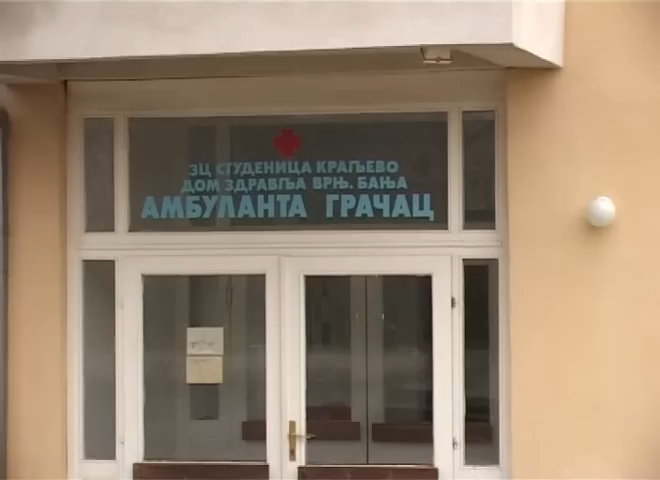 ЗЦ СТУДЕНИЦА КРАЉЕВО
ДОМ ЗДРАВЉА ВРЊ. БАЊА
АМБУЛАНТА ГРАЧАЦ